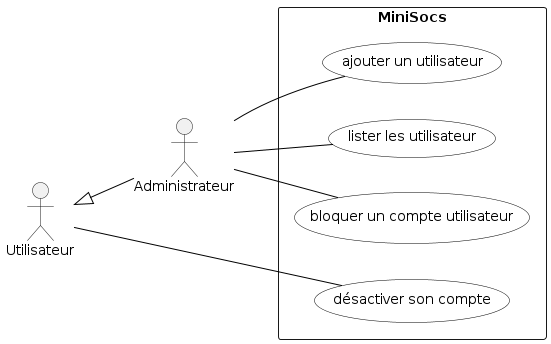 MiniSocs
ajouter un utilisateur
lister les utilisateur
Administrateur
bloquer un compte utilisateur
Utilisateur
désactiver son compte